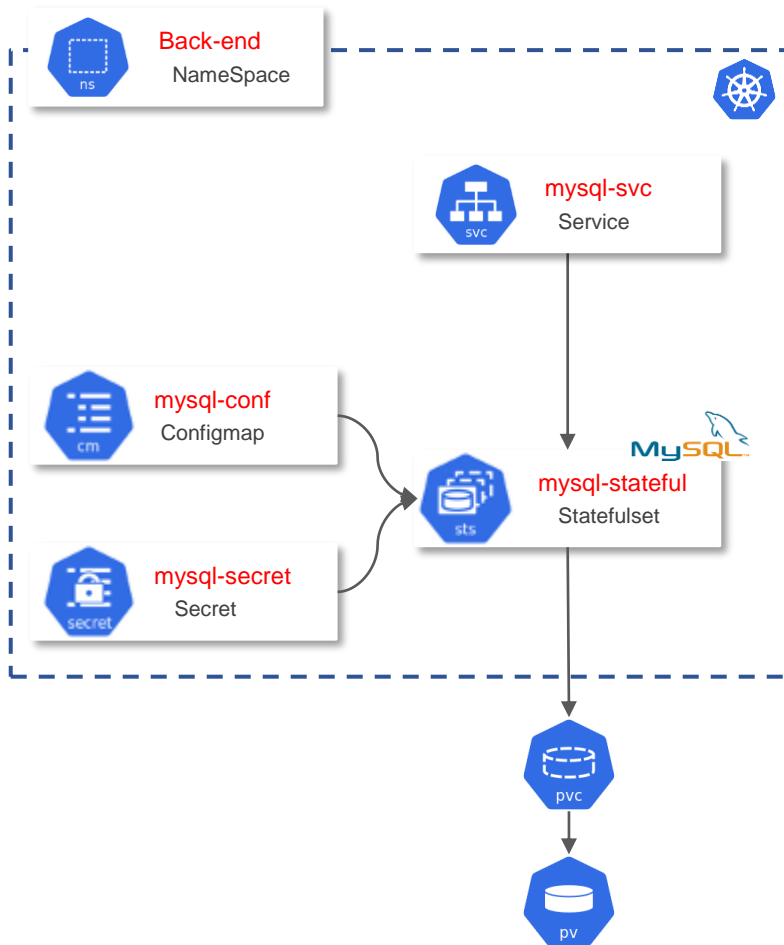 Back-end
NameSpace
ns
mysql-svc
Service
svc
mysql-conf
Configmap
cm
MySQL
mysql-stateful
Statefulset
sts
mysql-secret
Secret
secret
pvc
pv